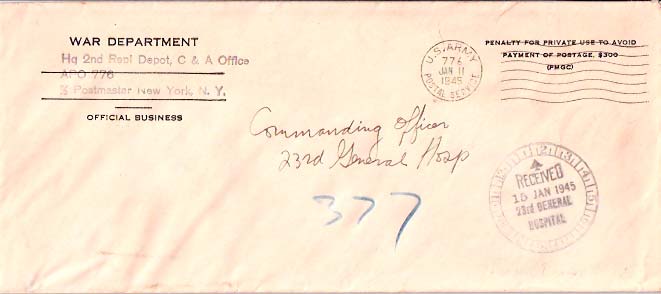 WAR DEPARTMENT
Hq 2nd Repl Depot, C & A Office
APO 776
% Postmaster New York, N. Y.
OFFICIAL BUSINESS
U.S. ARMY
776
JAN 11
1945
POSTAL SERVICE
PENALTY FOR PRIVATE USE TO AVOID
PAYMENT OF POSTAGE, $300
(PMGC)
Commanding Officer
23rd General Hosp
377
RECEIVED
15 JAN 1945
23rd GENERAL
HOSPITAL